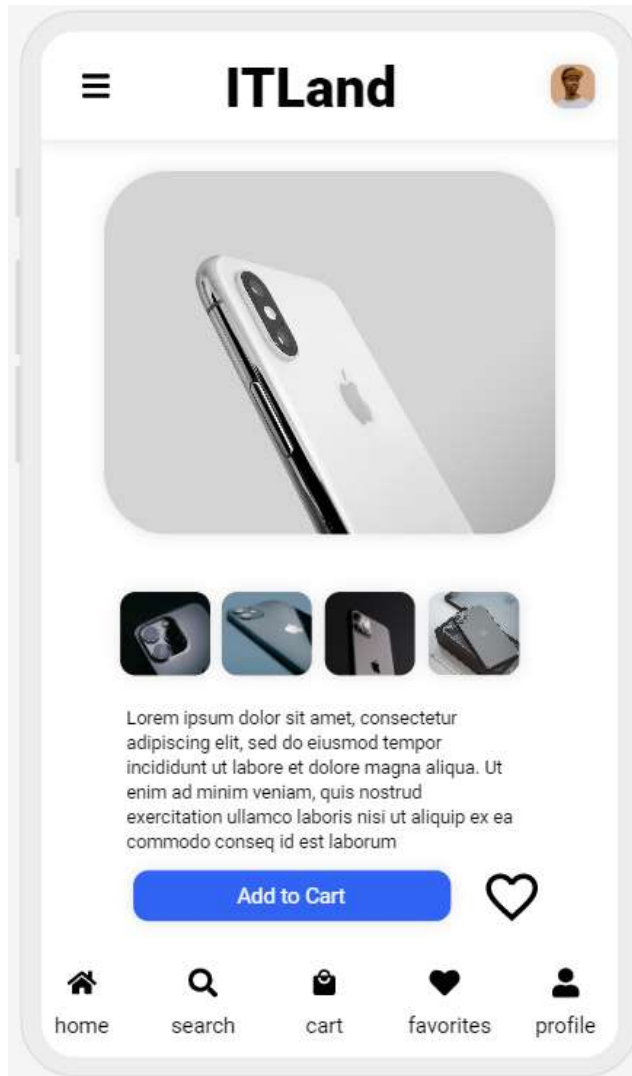 ITLand
Lorem ipsum dolor sit amet, consectetur
adipiscing elit, sed do eiusmod tempor
incididunt ut labore et dolore magna aliqua. Ut
enim ad minim veniam, quis nostrud
exercitation ullamco laboris nisi ut aliquip ex ea
commodo conseq id est laborum
Add to Cart
home search cart favorites profile